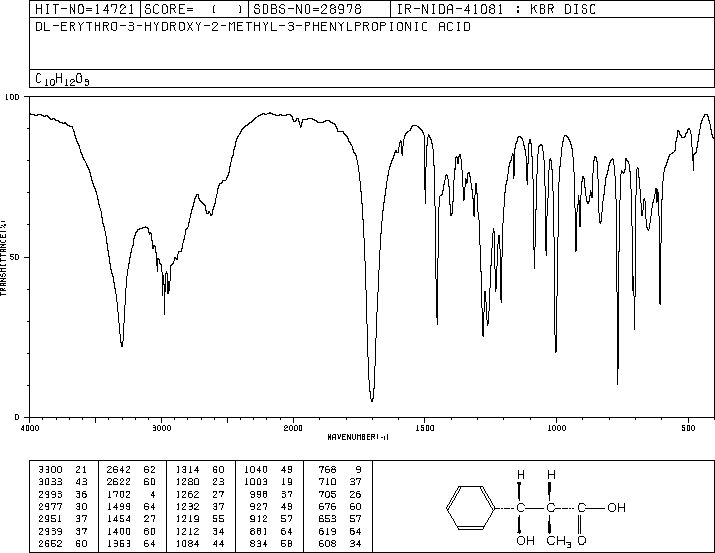 HIT-NO=14721 SCORE= ( ) SDBS-NO=28978 IR-NIDA-41081 : KBR DISC
DL-ERYTHRO-3-HYDROXY-2-METHYL-3-PHENYLPROPIONIC ACID
C10H12O3
100
TRANSMITTANCE(%)
50
0
4000 3000 2000 1500 1000 500
WAVENUMBER(-1)
3300 21 2642 62 1314 60 1040 49 768 9
3033 43 2622 60 1280 23 1003 19 710 37
2993 36 1702 4 1262 27 998 37 705 26
2977 30 1499 64 1232 37 927 49 676 60
2951 37 1454 27 1219 55 912 57 653 57
2939 37 1400 60 1212 34 881 64 619 64
2652 60 1353 64 1084 44 834 58 608 34
H H
C C C OH
OH CH3 O